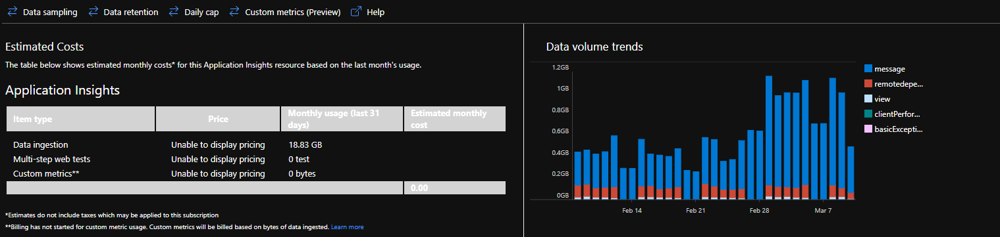 Data sampling Data retention Daily cap Custom metrics (Preview) Help
Estimated Costs
The table below shows estimated monthly costs* for this Application Insights resource based on the last month's usage.
Application Insights
Item type Price Monthly usage (last 31 days) Estimated monthly cost
Data ingestion Unable to display pricing 18.83 GB
Multi-step web tests Unable to display pricing 0 test
Custom metrics** Unable to display pricing 0 bytes
0.00
*Estimates do not include taxes which may be applied to this subscription
**Billing has not started for custom metric usage. Custom metrics will be billed based on bytes of data ingested. Learn more
Data volume trends
1.2GB
1GB
0.8GB
0.6GB
0.4GB
0.2GB
0GB
Feb 14 Feb 21 Feb 28 Mar 7
message
remotedepe...
view
clientPerfor...
basicExcepti...